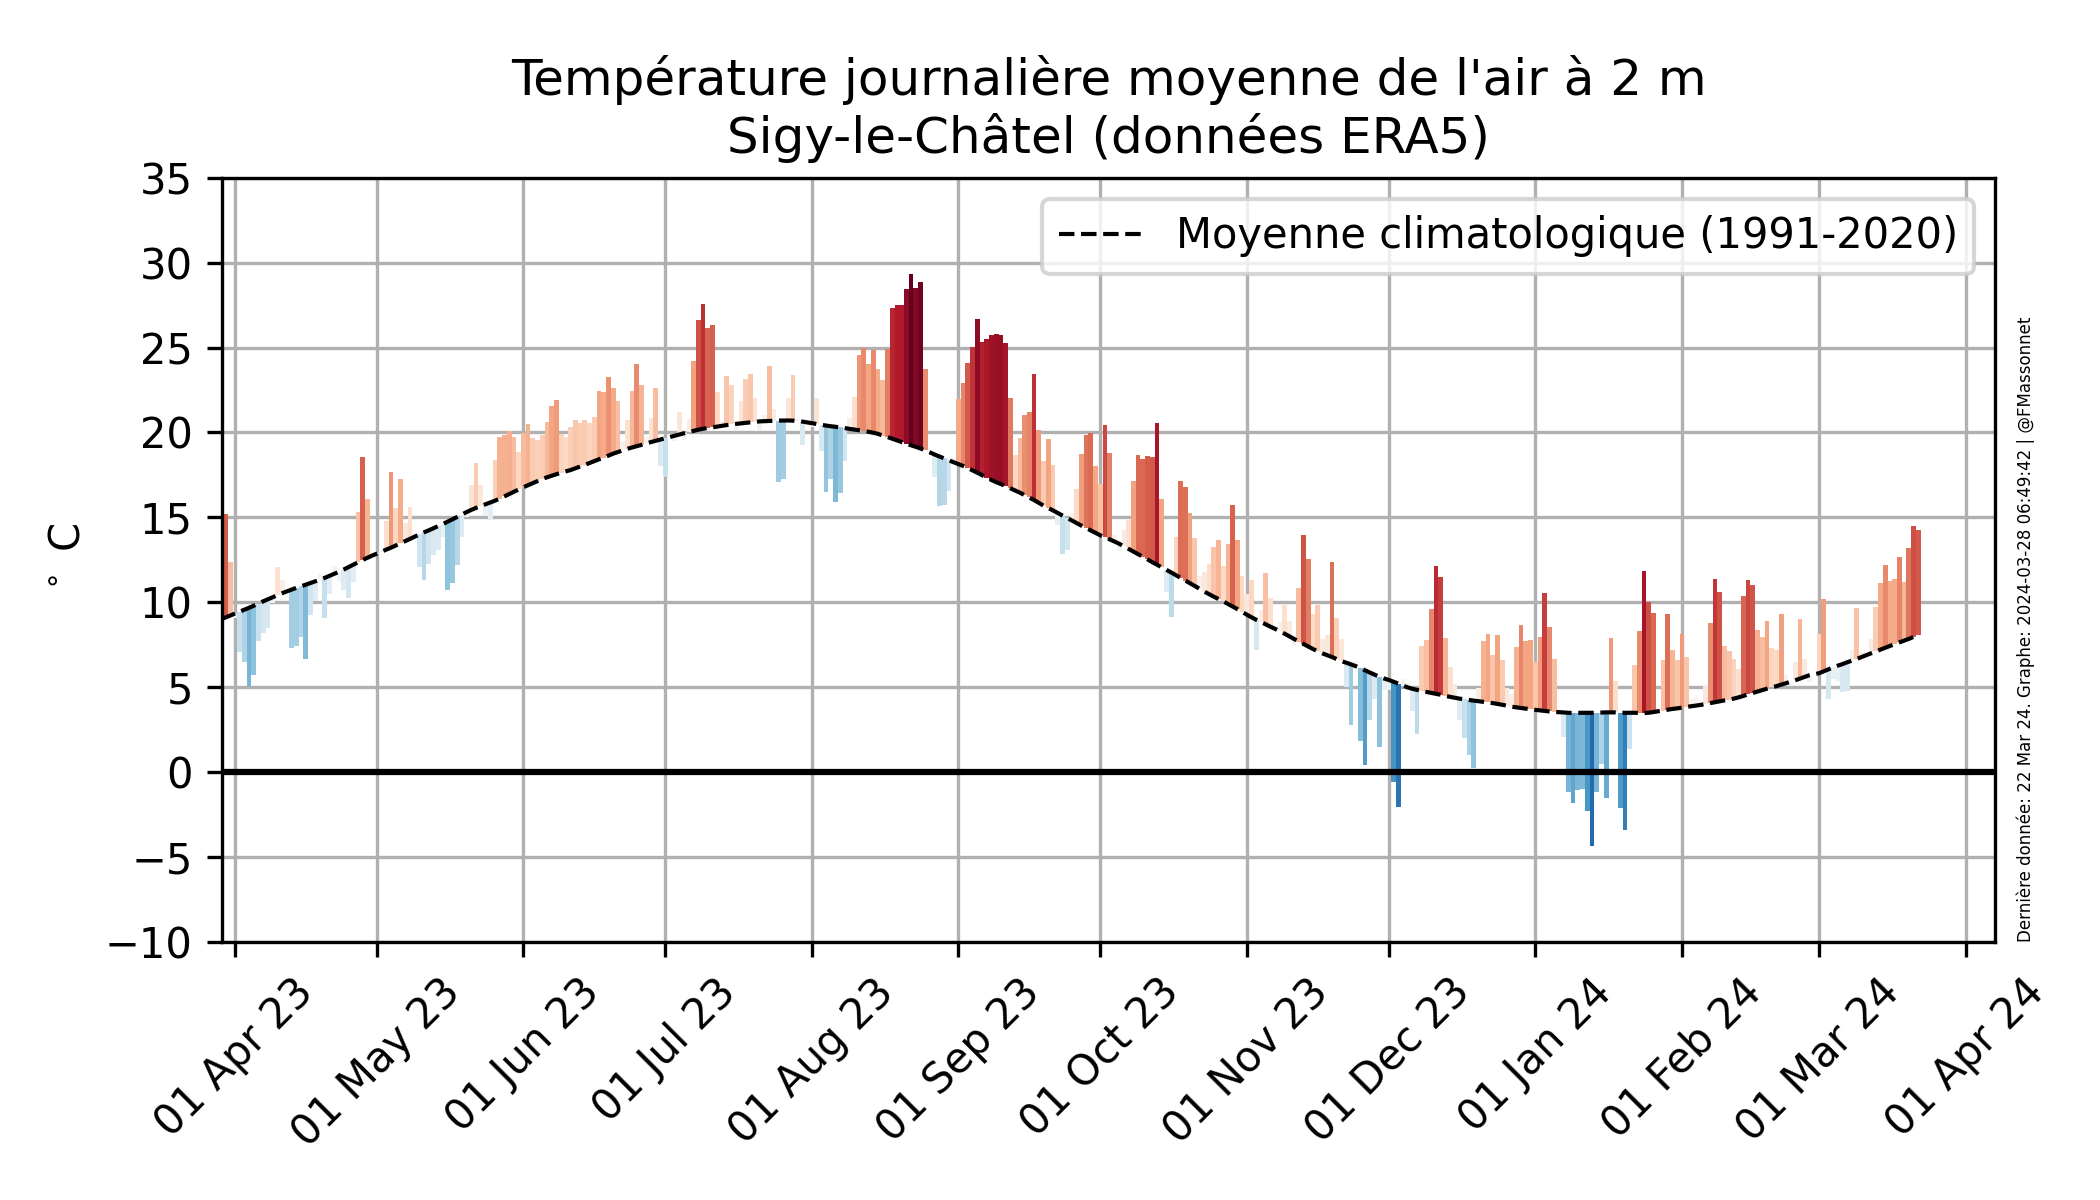 Température journalière moyenne de l'air à 2 m
Sigy-le-Châtel (données ERA5)
Moyenne climatologique (1991-2020)
° C
35
30
25
20
15
10
5
0
−5
−10
01 Apr 23
01 May 23
01 Jun 23
01 Jul 23
01 Aug 23
01 Sep 23
01 Oct 23
01 Nov 23
01 Dec 23
01 Jan 24
01 Feb 24
01 Mar 24
01 Apr 24
Dernière donnée: 22 Mar 24. Graphe: 2024-03-28 06:49:42 | @FMassonnet